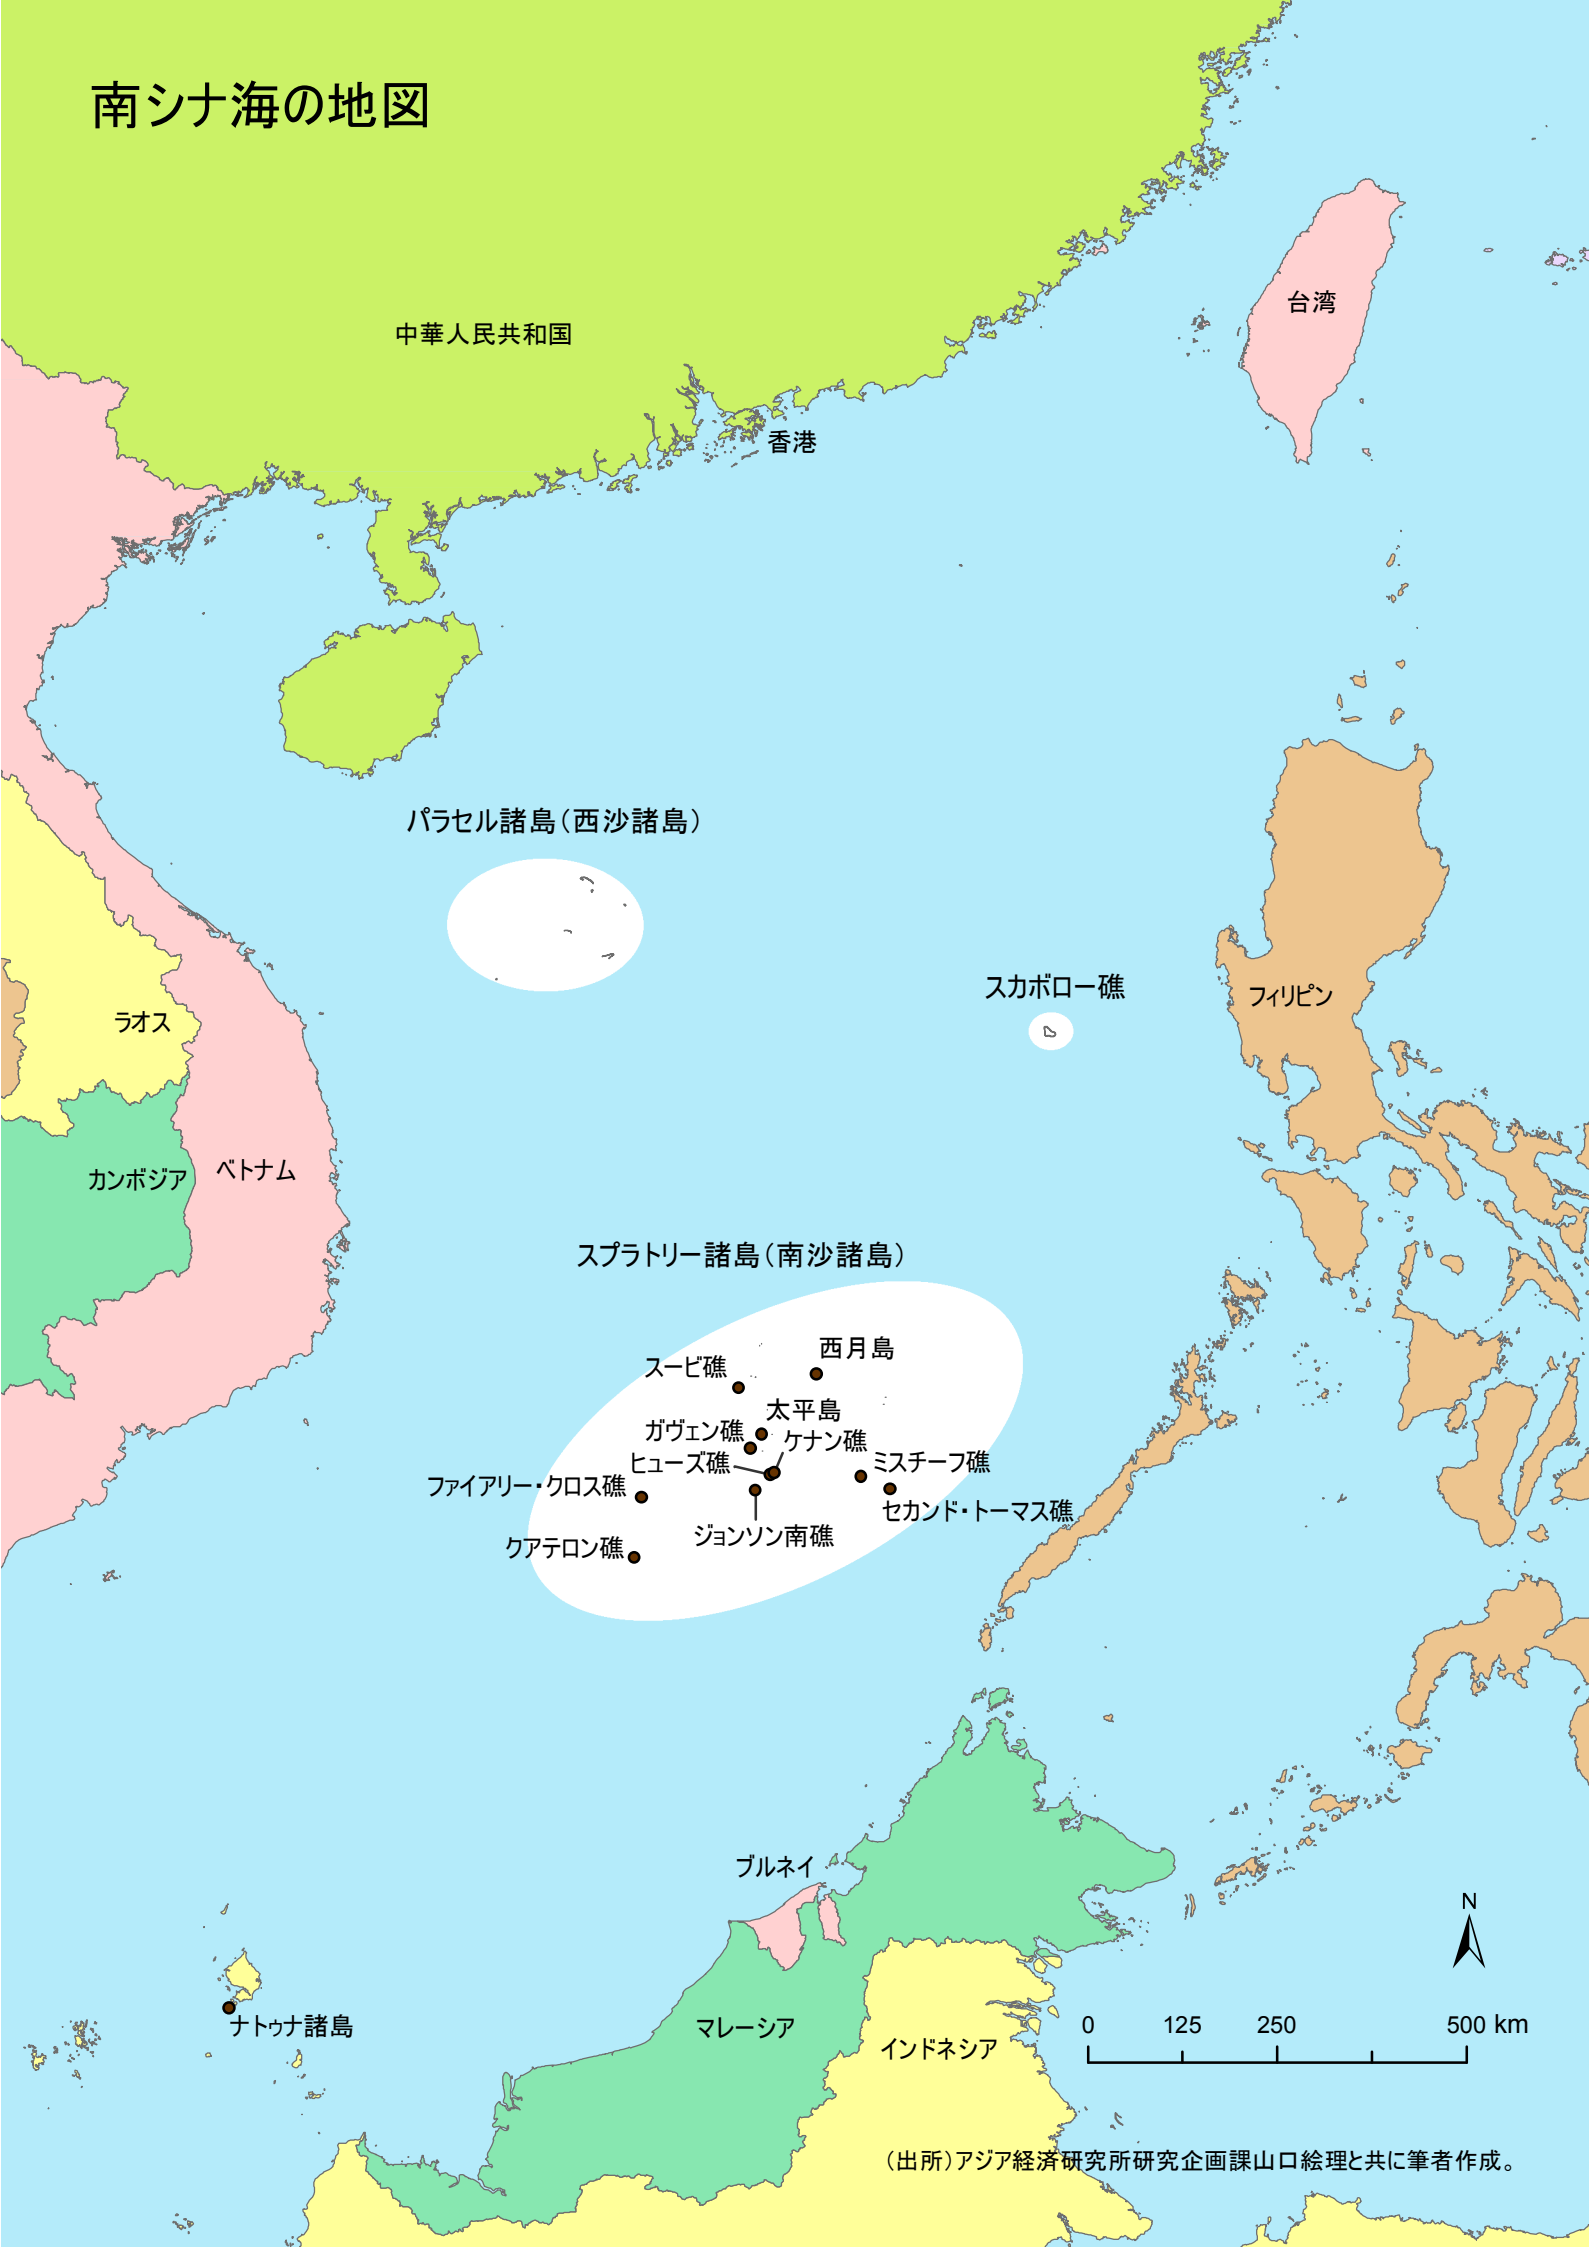 南シナ海の地図
台湾
中華人民共和国
香港
パラセル諸島（西沙諸島）
スカボロー礁
フィリピン
ラオス
カンボジア
ベトナム
スプラトリー諸島（南沙諸島）
西月島
スービ礁
太平島
ガヴェン礁
ケナン礁
ヒューズ礁
ミスチーフ礁
ファイアリー・クロス礁
セカンド・トーマス礁
ジョンソン南礁
クアテロン礁
ブルネイ
N
ナトゥナ諸島
マレーシア
インドネシア
0 125 250 500 km
（出所）アジア経済研究所研究企画課山口絵理と共に筆者作成。